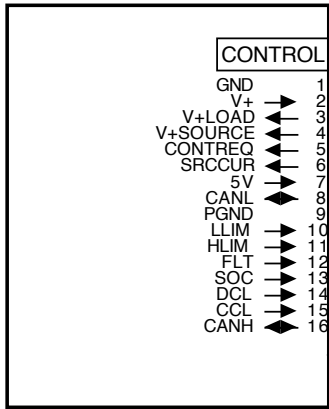 CONTROL
GND 1
V+ 2
V+LOAD 3
V+SOURCE 4
CONTREQ 5
SRCCUR 6
5V 7
CANL 8
PGND 9
LLIM 10
HLIM 11
FLT 12
SOC 13
DCL 14
CCL 15
CANH 16